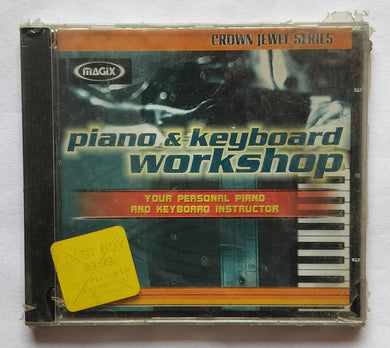 CROWN JEWEL SERIES
MAGIX
piano & keyboard
workshop
YOUR PERSONAL PIANO
AND KEYBOARD INSTRUCTOR